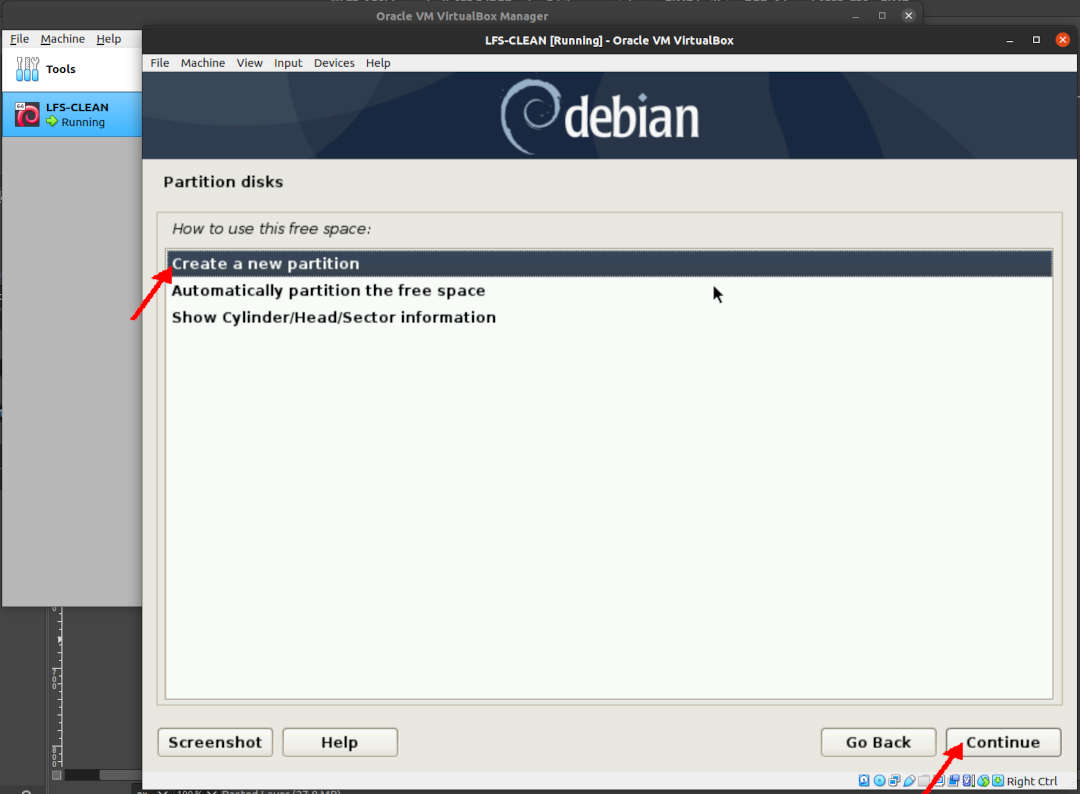 Oracle VM VirtualBox Manager
File Machine Help
LFS-CLEAN [Running] - Oracle VM VirtualBox
Tools
File Machine View Input Devices Help
LFS-CLEAN
Running
debian
Partition disks
How to use this free space:
Create a new partition
Automatically partition the free space
Show Cylinder/Head/Sector information
Screenshot
Help
Go Back
Continue
Right Ctrl